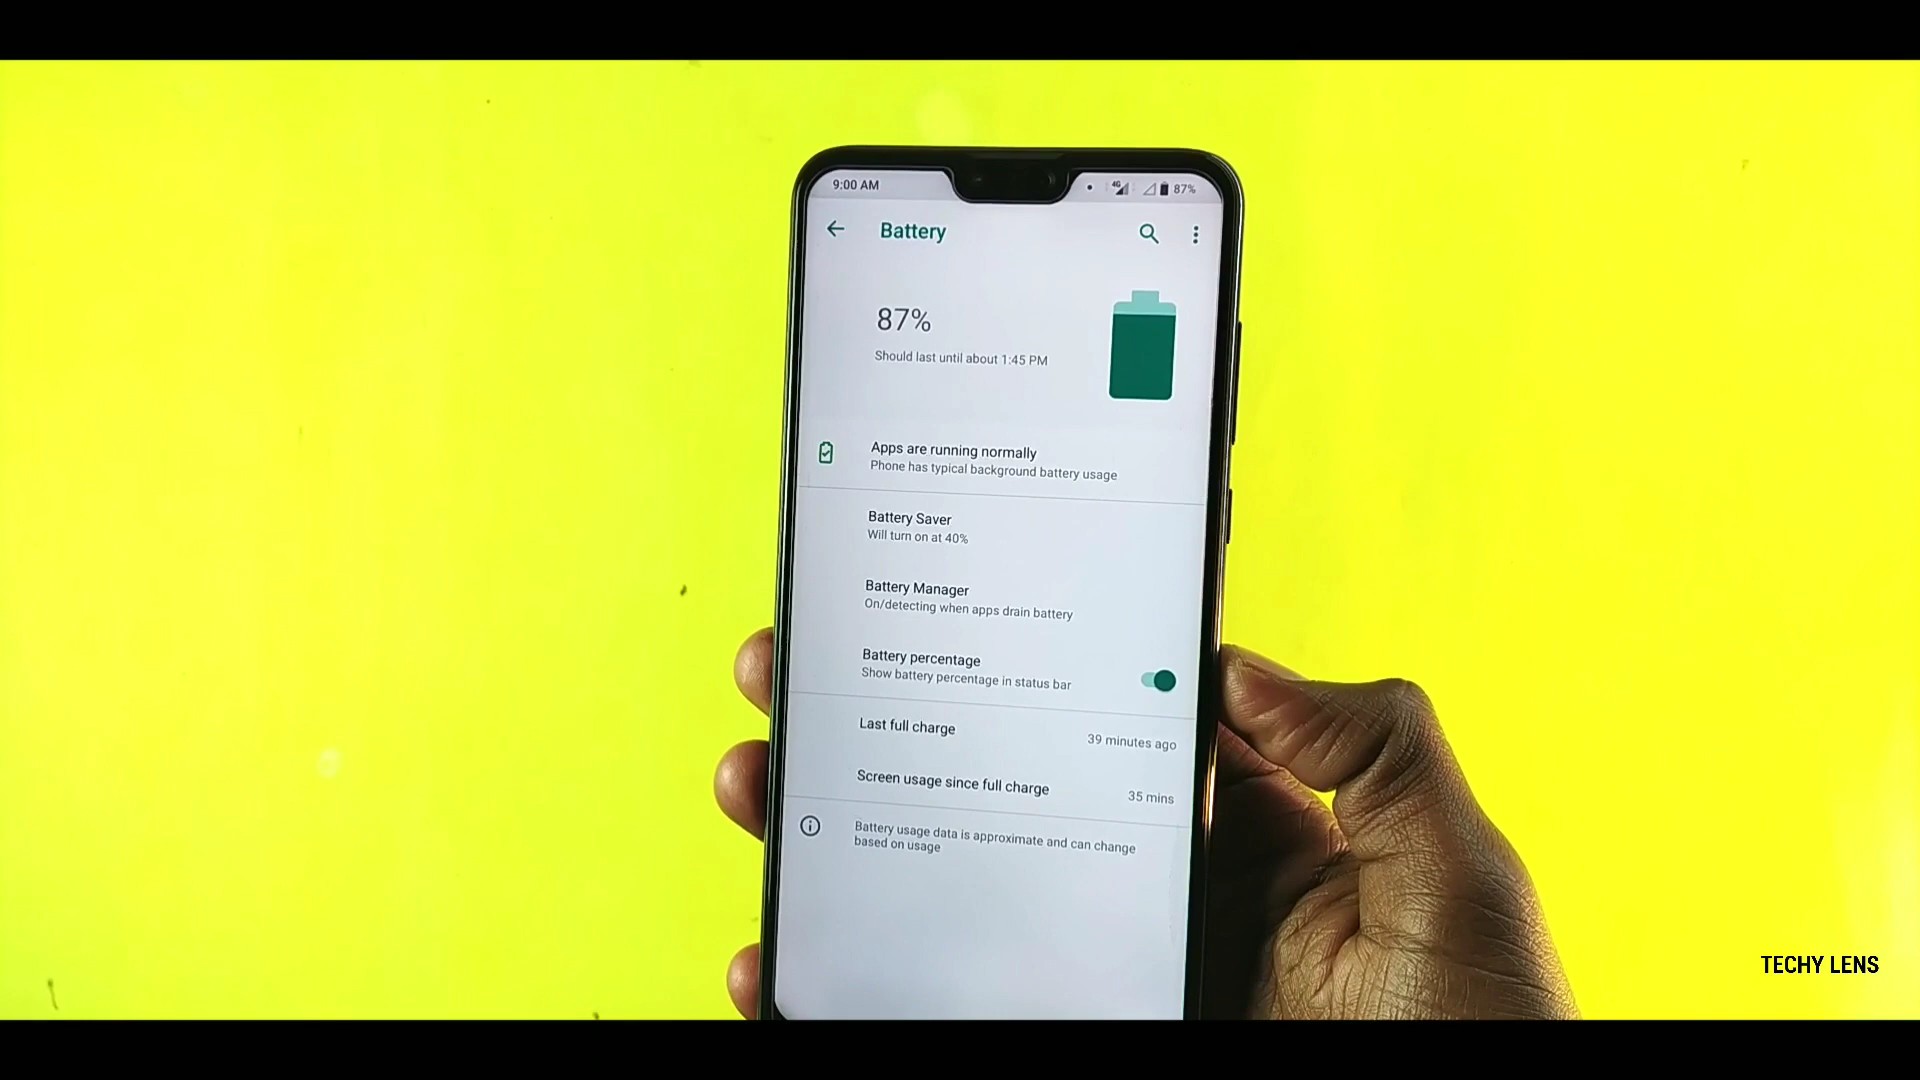 9:00 AM
4G
87%
Battery
87%
Should last until about 1:45 PM
Apps are running normally
Phone has typical background battery usage
Battery Saver
Will turn on at 40%
Battery Manager
On/detecting when apps drain battery
Battery percentage
Show battery percentage in status bar
Last full charge
39 minutes ago
Screen usage since full charge
35 mins
Battery usage data is approximate and can change
based on usage
TECHY LENS